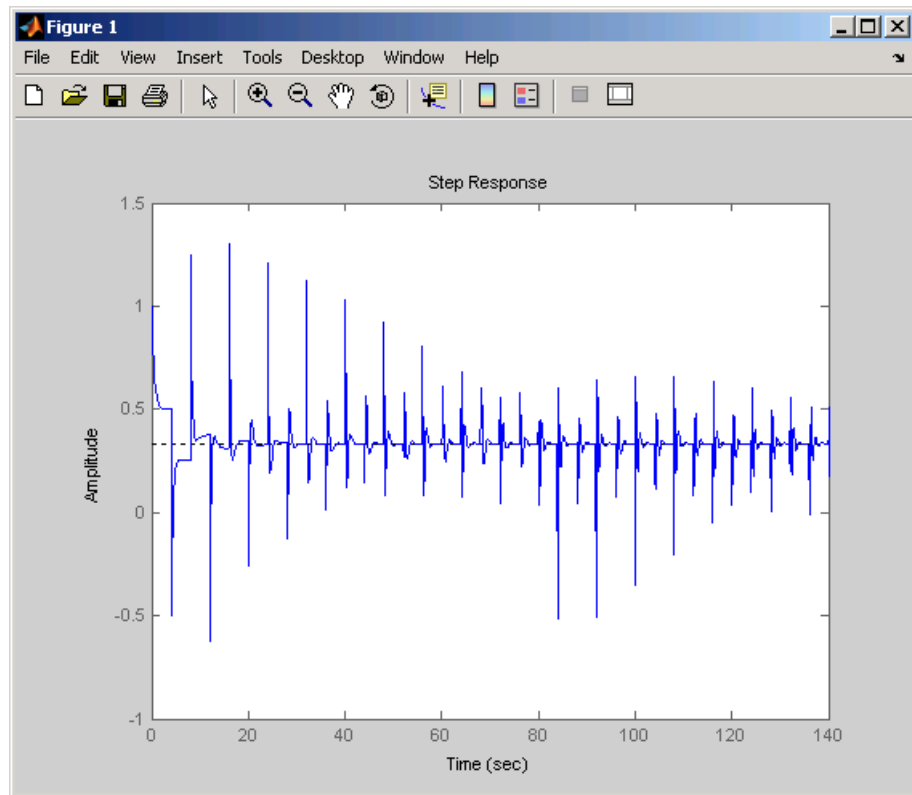 Figure 1
File Edit View Insert Tools Desktop Window Help
Step Response
1.5
1
0.5
0
-0.5
-1
Amplitude
0 20 40 60 80 100 120 140
Time (sec)